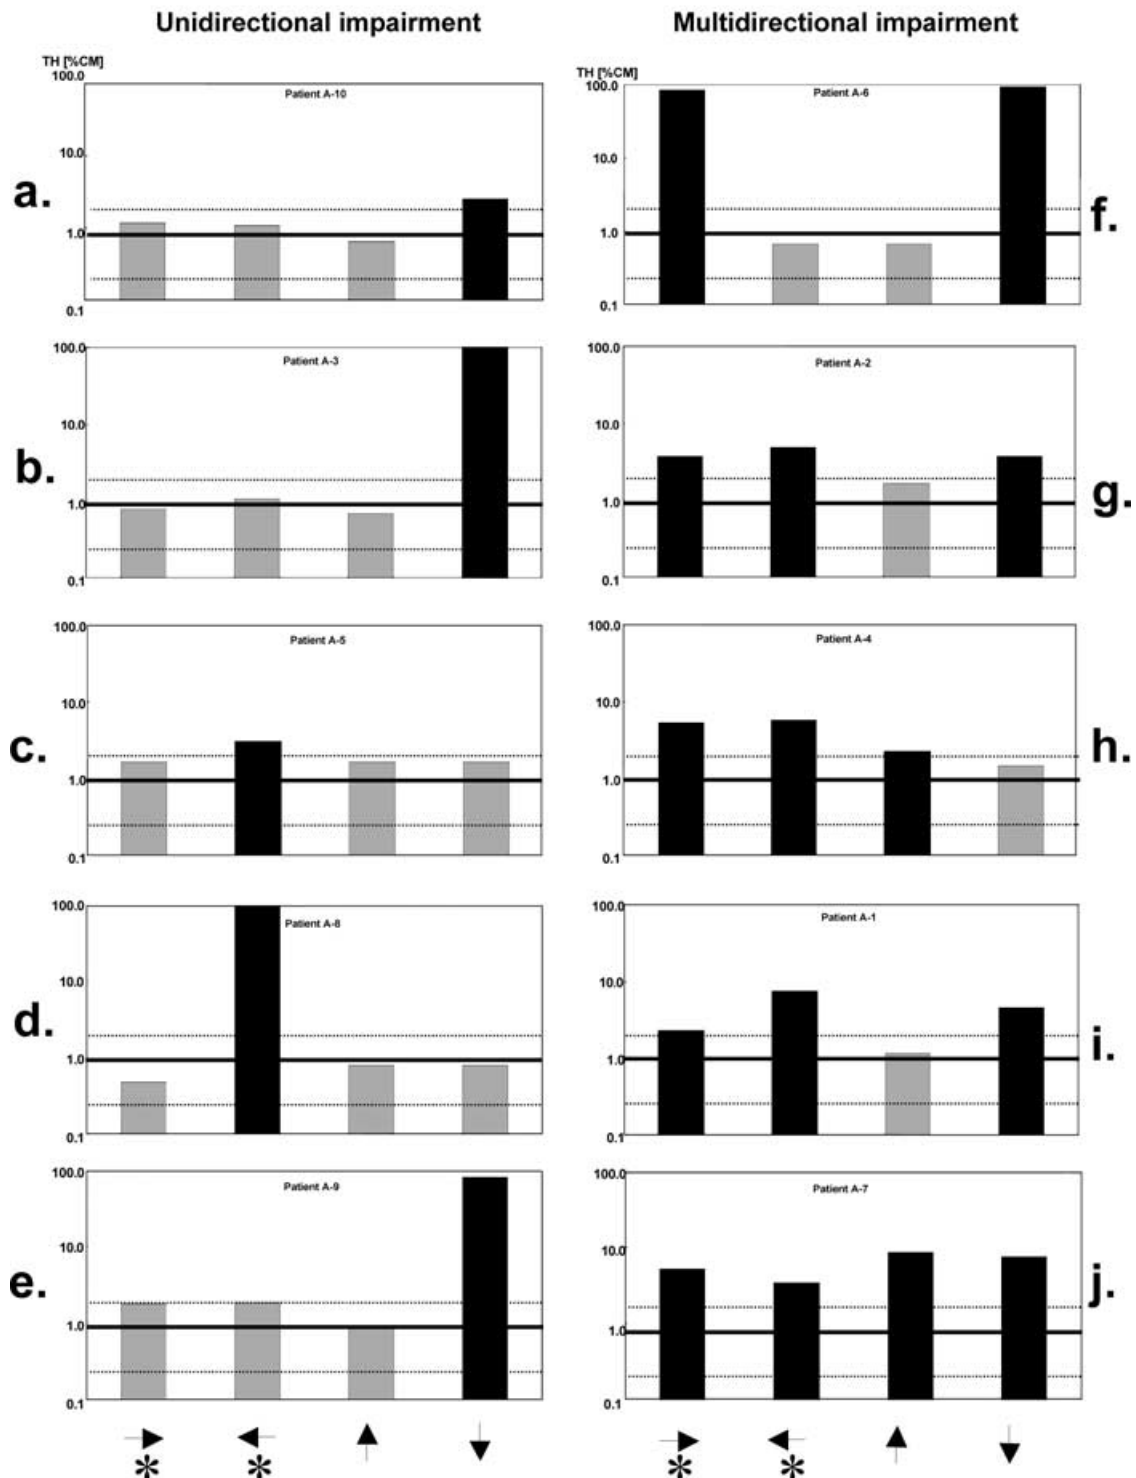 Unidirectional impairment
Multidirectional impairment
TH [%CM]
100.0
Patient A-10
10.0
a.
1.0
0.1
100.0
Patient A-3
10.0
b.
1.0
0.1
100.0
Patient A-5
10.0
c.
1.0
0.1
100.0
Patient A-8
10.0
d.
1.0
0.1
100.0
Patient A-9
10.0
e.
1.0
0.1
* *
TH [%CM]
100.0
Patient A-6
10.0
f.
1.0
0.1
100.0
Patient A-2
10.0
g.
1.0
0.1
100.0
Patient A-4
10.0
h.
1.0
0.1
100.0
Patient A-1
10.0
i.
1.0
0.1
100.0
Patient A-7
10.0
j.
1.0
0.1
* *